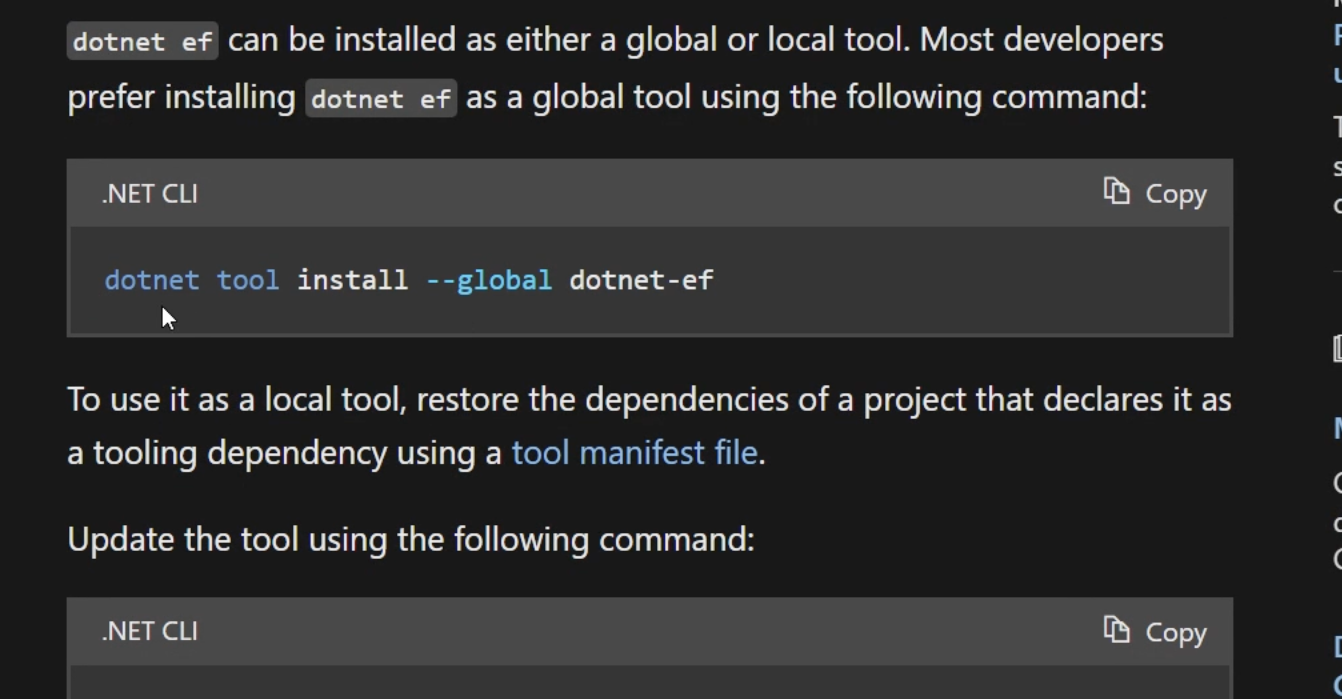 dotnet ef can be installed as either a global or local tool. Most developers
prefer installing dotnet ef as a global tool using the following command:
.NET CLI
Copy
dotnet tool install --global dotnet-ef
To use it as a local tool, restore the dependencies of a project that declares it as
a tooling dependency using a tool manifest file.
Update the tool using the following command:
.NET CLI
Copy